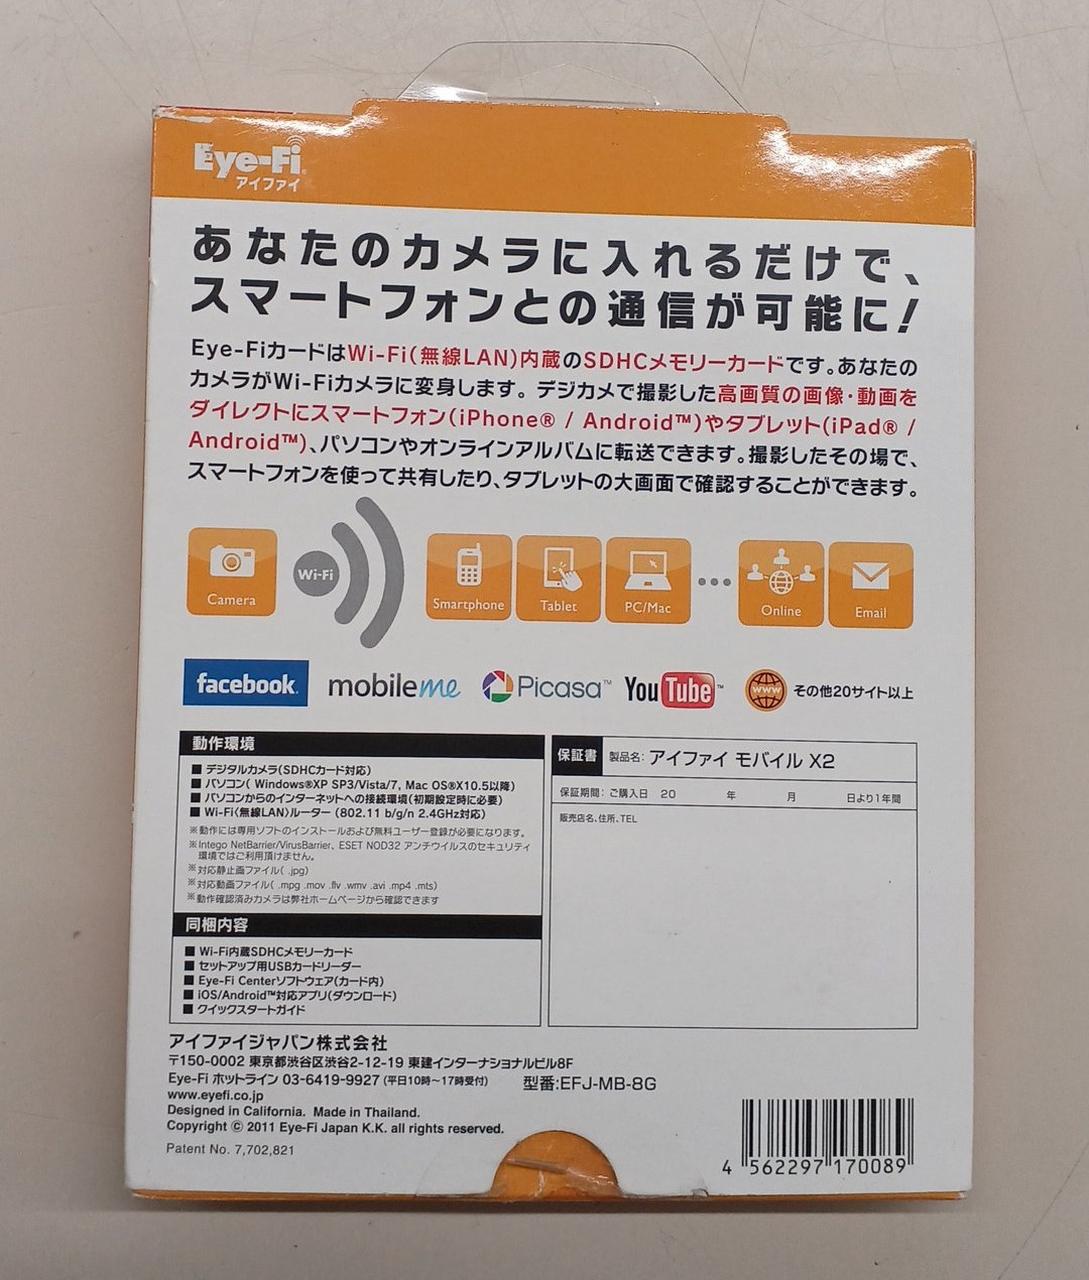 Eye-Fi
アイファイ
あなたのカメラに入れるだけで、
スマートフォンとの通信が可能に!
Eye-FiカードはWi-Fi(無線LAN)内蔵のSDHCメモリーカードです。あなたの
カメラがWi-Fiカメラに変身します。デジカメで撮影した高画質の画像・動画を
ダイレクトにスマートフォン(iPhone® / Android™)やタブレット(iPad® /
Android™)、パソコンやオンラインアルバムに転送できます。撮影したその場で、
スマートフォンを使って共有したり、タブレットの大画面で確認することができます。
Camera
Wi-Fi
Smartphone
Tablet
PC/Mac
Online
Email
facebook
mobileme
Picasa™
YouTube™
www
その他20サイト以上
動作環境
■ デジタルカメラ(SDHCカード対応)
■ パソコン( Windows®XP SP3/Vista/7, Mac OS®X10.5以降)
■ パソコンからのインターネットへの接続環境(初期設定時に必要)
■ Wi-Fi(無線LAN)ルーター (802.11 b/g/n 2.4GHz対応)
※動作には専用ソフトのインストールおよび無料ユーザー登録が必要になります。
※Intego NetBarrier/VirusBarrier、ESET NOD32 アンチウイルスのセキュリティ
環境ではご利用頂けません。
※対応静止画ファイル( .jpg)
※対応動画ファイル( .mpg .mov .flv .wmv .avi .mp4 .mts)
※動作確認済みカメラは弊社ホームページから確認できます
同梱内容
■ Wi-Fi内蔵SDHCメモリーカード
■ セットアップ用USBカードリーダー
■ Eye-Fi Centerソフトウェア(カード内)
■ iOS/Android™対応アプリ(ダウンロード)
■ クイックスタートガイド
保証書 製品名: アイファイ モバイル X2
保証期間: ご購入日 20 年 月 日より1年間
販売店名、住所、TEL
アイファイジャパン株式会社
〒150-0002 東京都渋谷区渋谷2-12-19 東建インターナショナルビル8F
Eye-Fi ホットライン 03-6419-9927 (平日10時～17時受付) 型番:EFJ-MB-8G
www.eyefi.co.jp
Designed in California. Made in Thailand.
Copyright © 2011 Eye-Fi Japan K.K. all rights reserved.
Patent No. 7,702,821
4 562297 170089